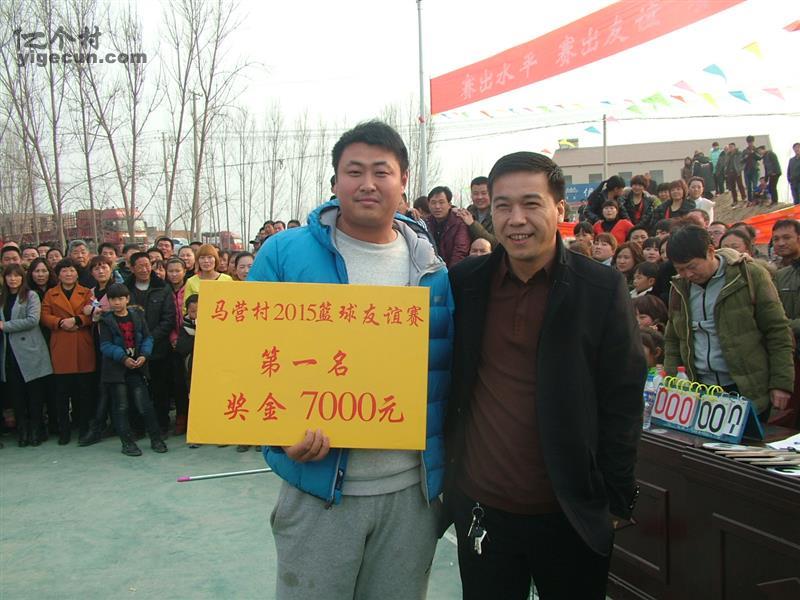 亿个村
yigecun.com
赛出水平 赛出友谊
马营村2015篮球友谊赛
第一名
奖金 7000元